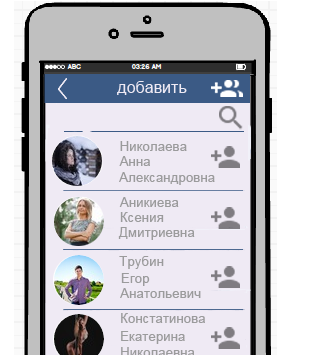 ABC 03:26 AM
добавить
Николаева
Анна
Александровна
Аникиева
Ксения
Дмитриевна
Трубин
Егор
Анатольевич
Констатинова
Екатерина
Николаевна